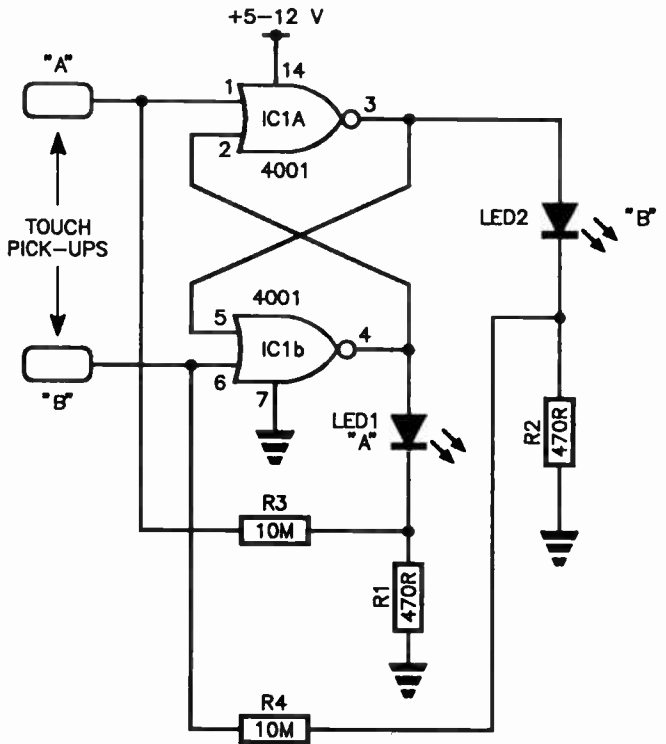 +5-12 V
"A"
14
1
3
IC1A
2
4001
LED2
"B"
TOUCH
PICK-UPS
4001
5
4
IC1b
6
7
"B"
LED1
"A"
R2
470R
R3
10M
R1
470R
R4
10M